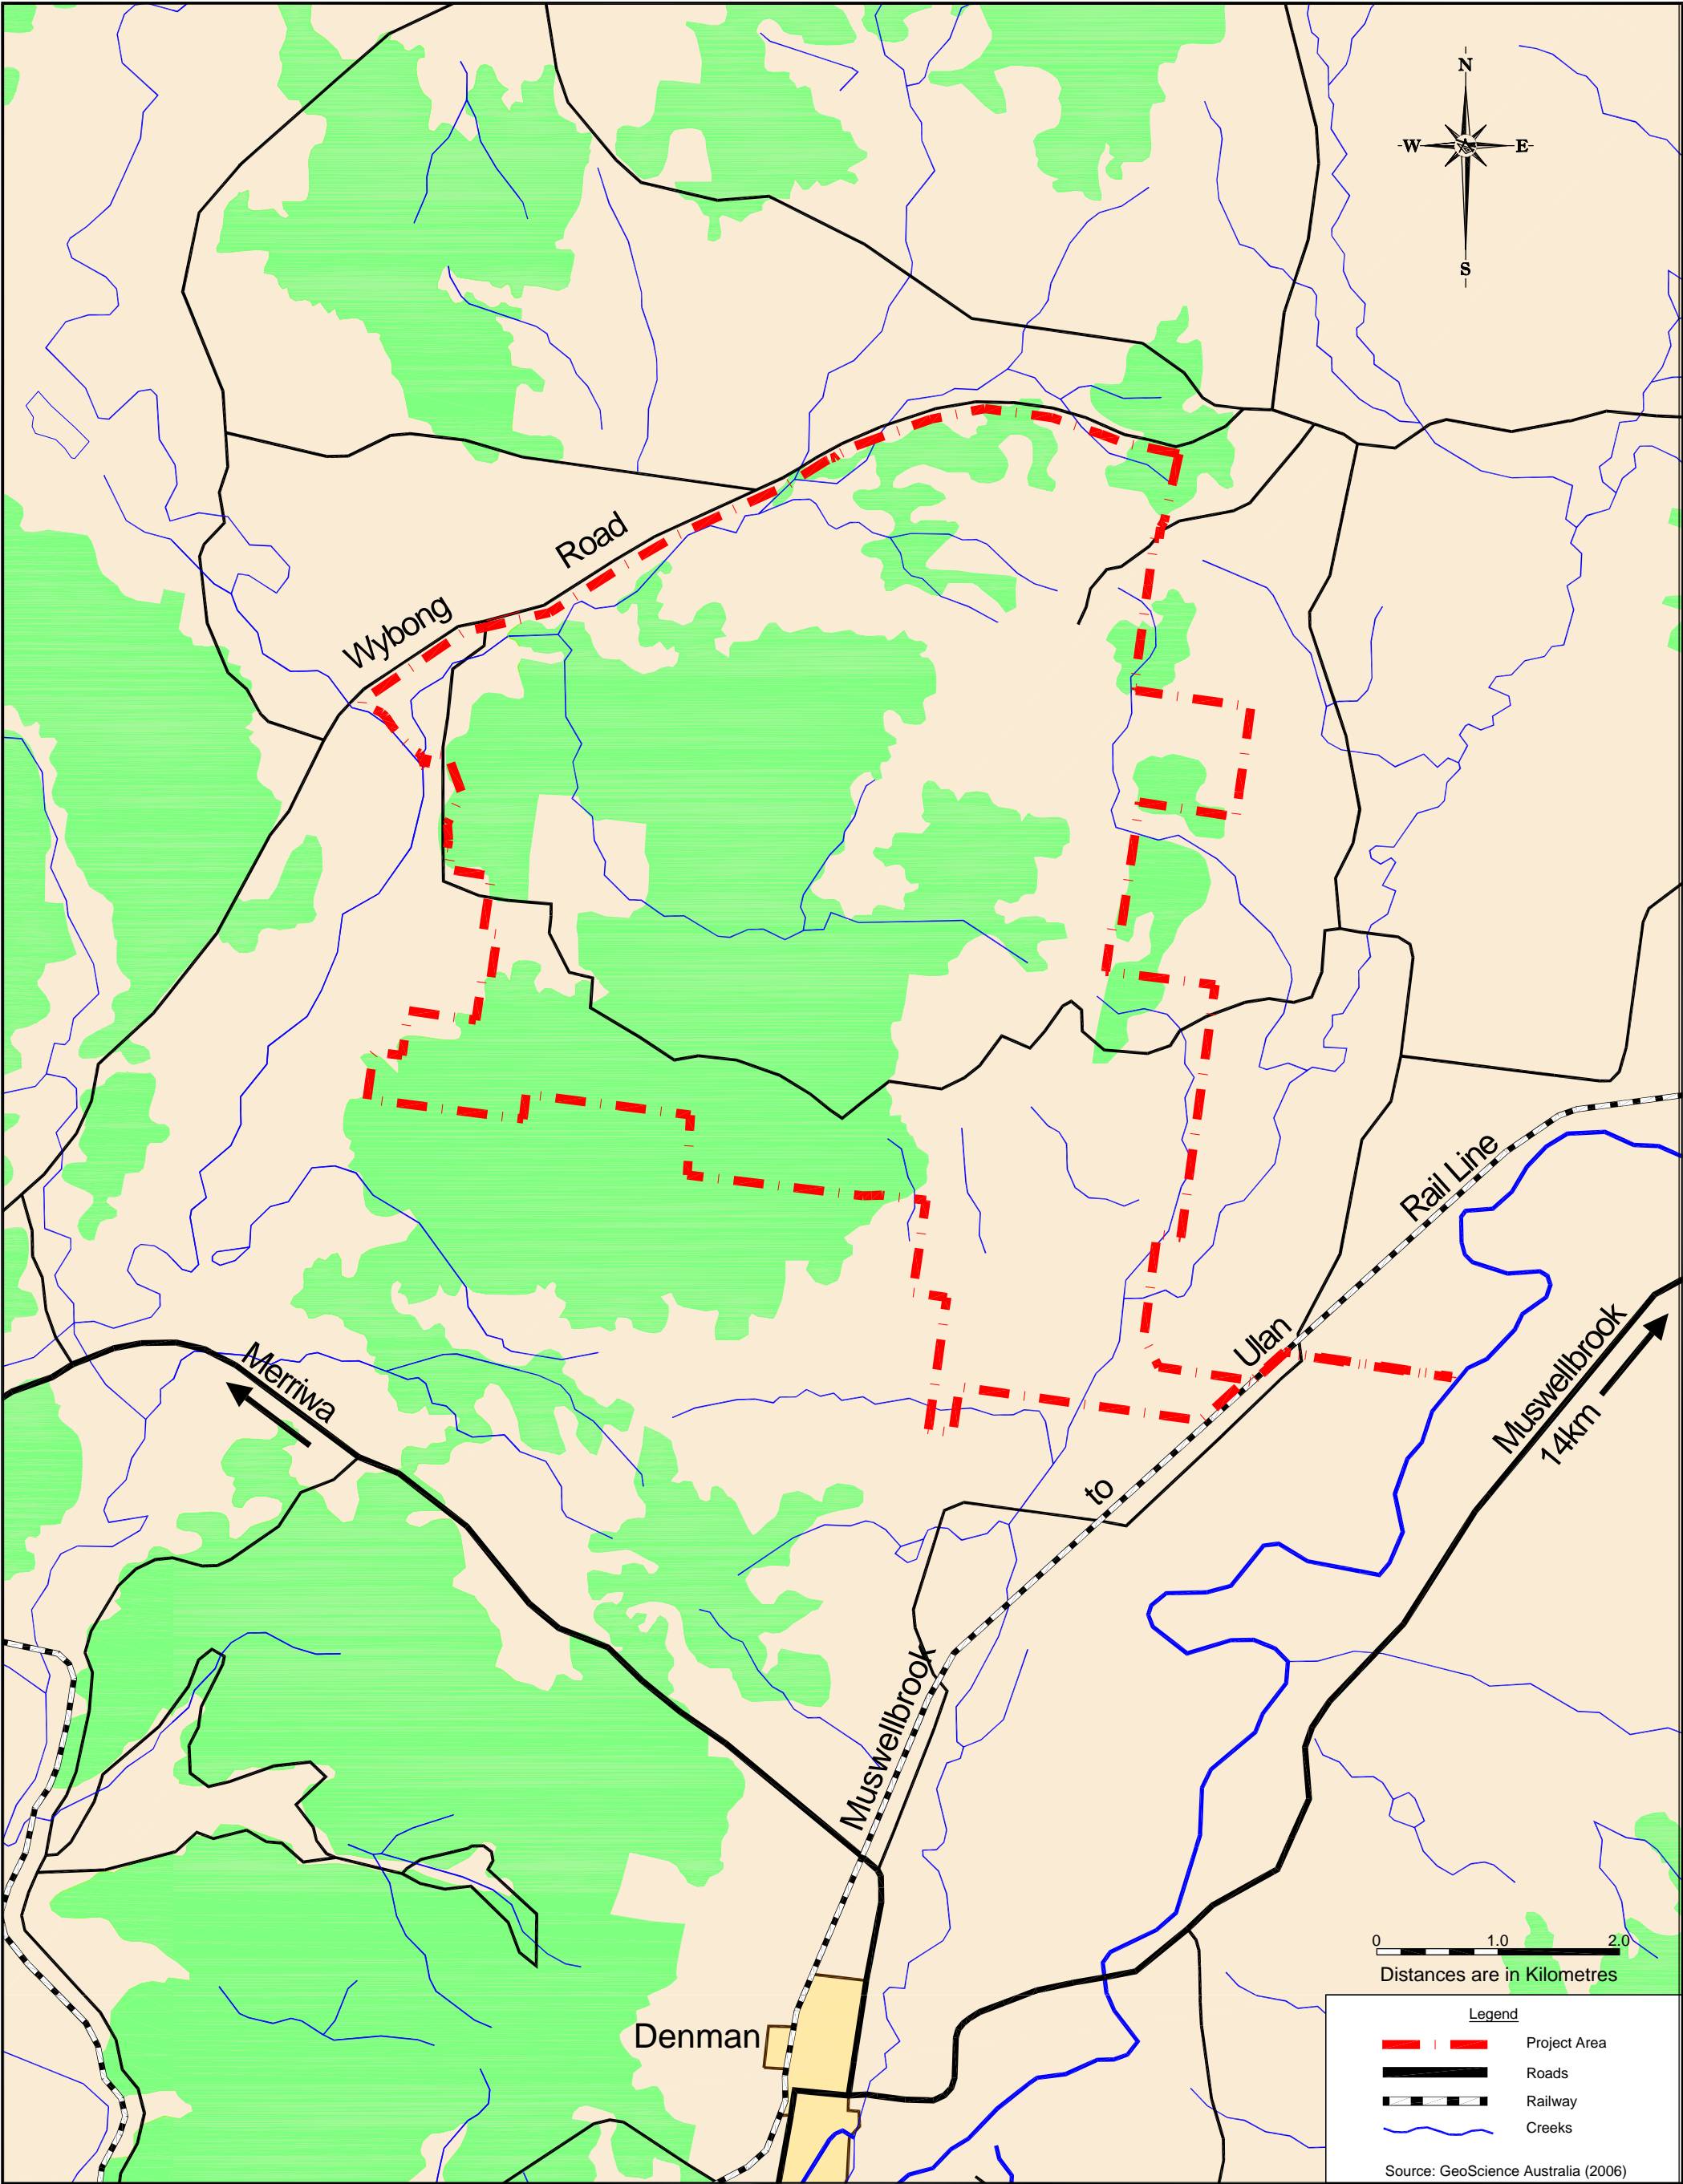 N
W
E
S
Road
Wybong
Rail Line
Ulan
Merriwa
Muswellbrook
14km
to
Muswellbrook
0 1.0 2.0
Distances are in Kilometres
Denman
Legend
Project Area
Roads
Railway
Creeks
Source: GeoScience Australia (2006)